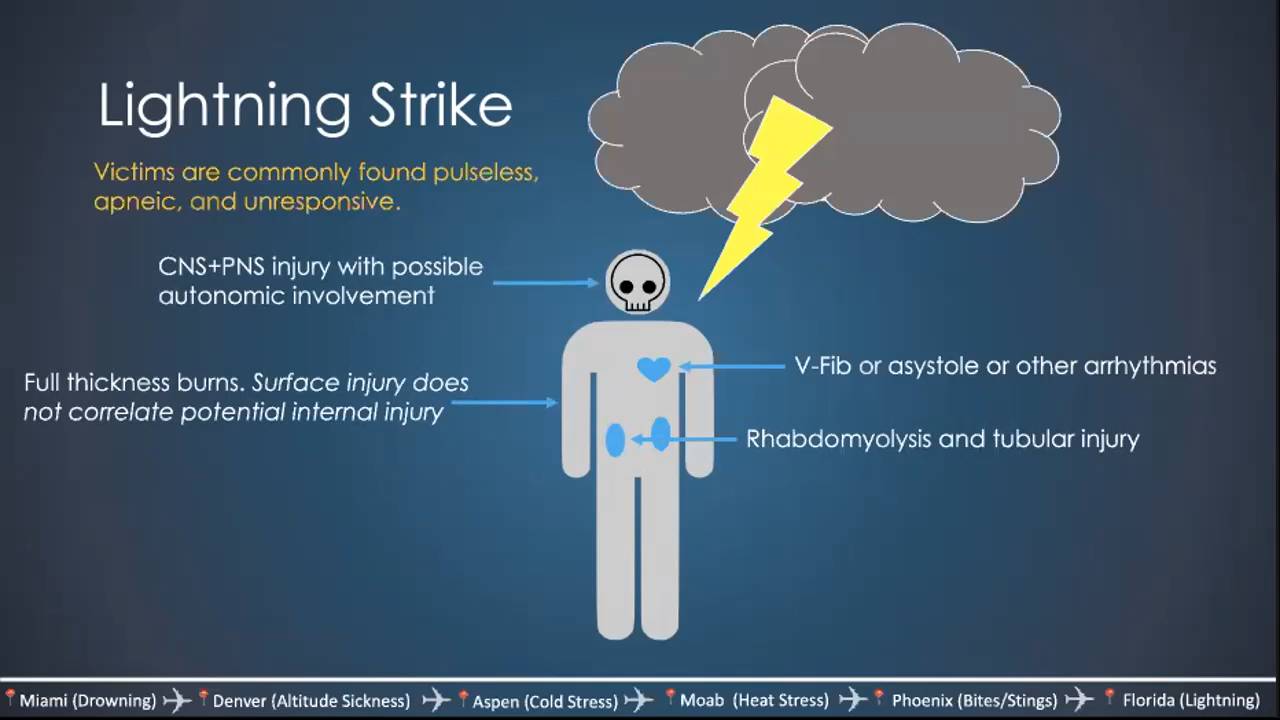 Lightning Strike
Victims are commonly found pulseless,
apneic, and unresponsive.
CNS+PNS injury with possible
autonomic involvement
V-Fib or asystole or other arrhythmias
Full thickness burns. Surface injury does
not correlate potential internal injury
Rhabdomyolysis and tubular injury
Miami (Drowning) Denver (Altitude Sickness) Aspen (Cold Stress) Moab (Heat Stress) Phoenix (Bites/Stings) Florida (Lightning)